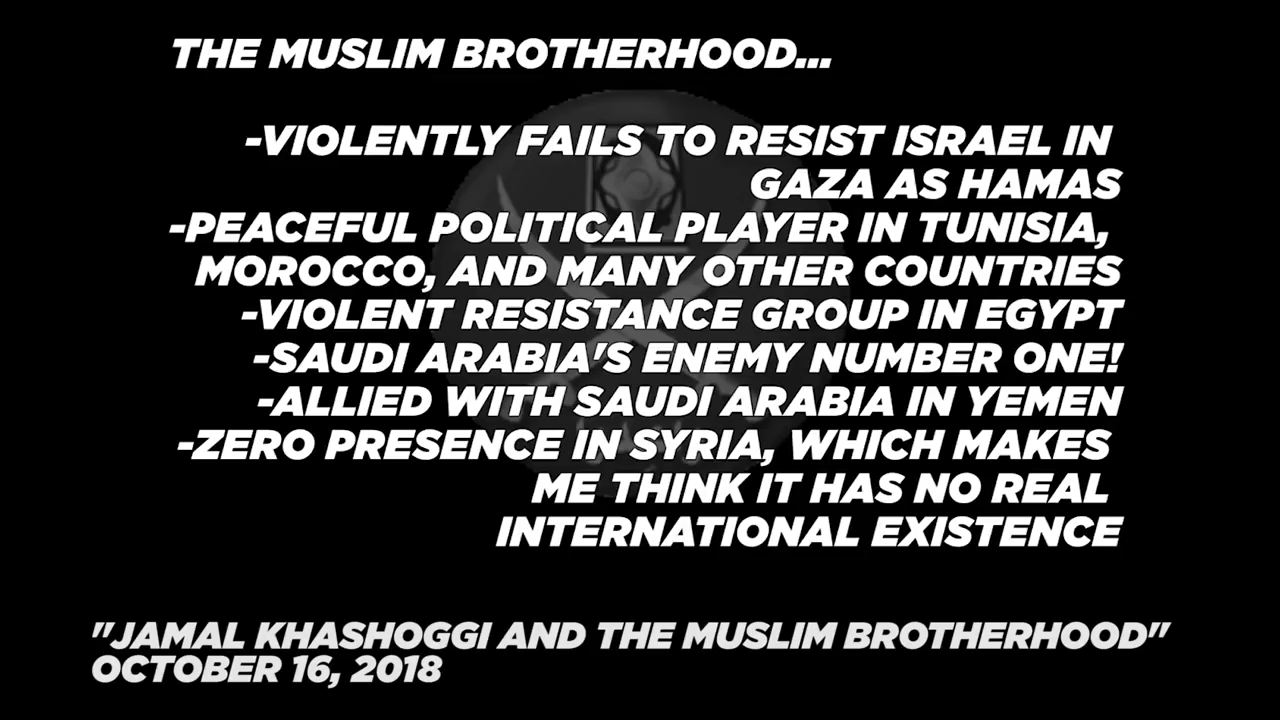 THE MUSLIM BROTHERHOOD...
-VIOLENTLY FAILS TO RESIST ISRAEL IN
GAZA AS HAMAS
-PEACEFUL POLITICAL PLAYER IN TUNISIA,
MOROCCO, AND MANY OTHER COUNTRIES
-VIOLENT RESISTANCE GROUP IN EGYPT
-SAUDI ARABIA'S ENEMY NUMBER ONE!
-ALLIED WITH SAUDI ARABIA IN YEMEN
-ZERO PRESENCE IN SYRIA, WHICH MAKES
ME THINK IT HAS NO REAL
INTERNATIONAL EXISTENCE
"JAMAL KHASHOGGI AND THE MUSLIM BROTHERHOOD"
OCTOBER 16, 2018